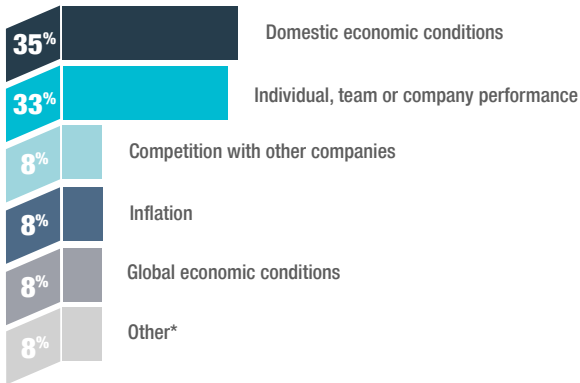 35% Domestic economic conditions
33% Individual, team or company performance
8% Competition with other companies
8% Inflation
8% Global economic conditions
8% Other*